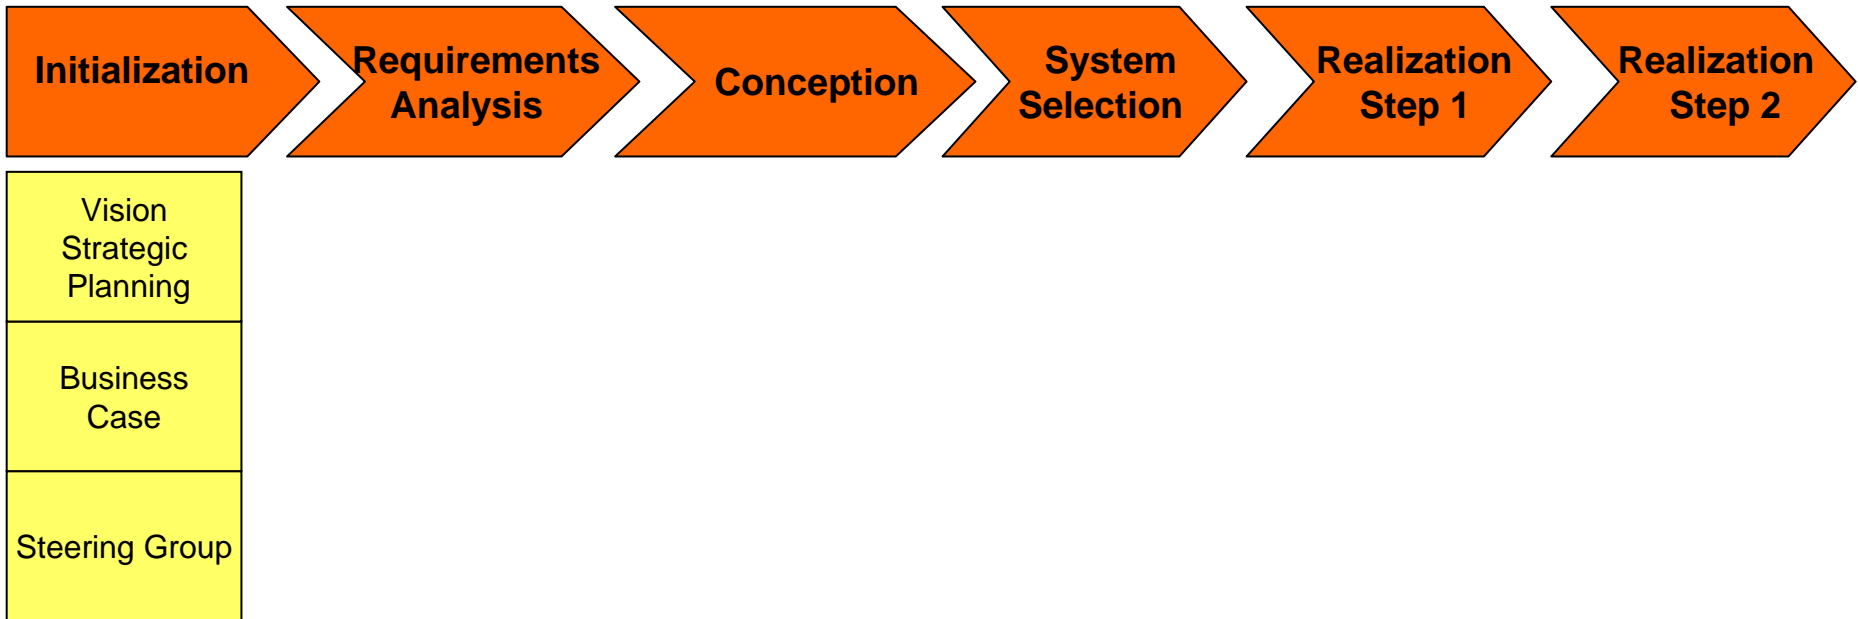 Initialization
Requirements
Analysis
Conception
System
Selection
Realization
Step 1
Realization
Step 2
Vision
Strategic
Planning
Business
Case
Steering Group